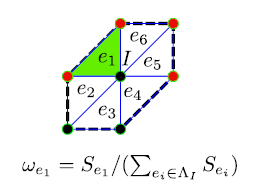 e₆
e₁ I
e₅
e₂
e₄
e₃
ω_{e₁} = S_{e₁}/(∑_{eᵢ∈Λ_I} S_{eᵢ})